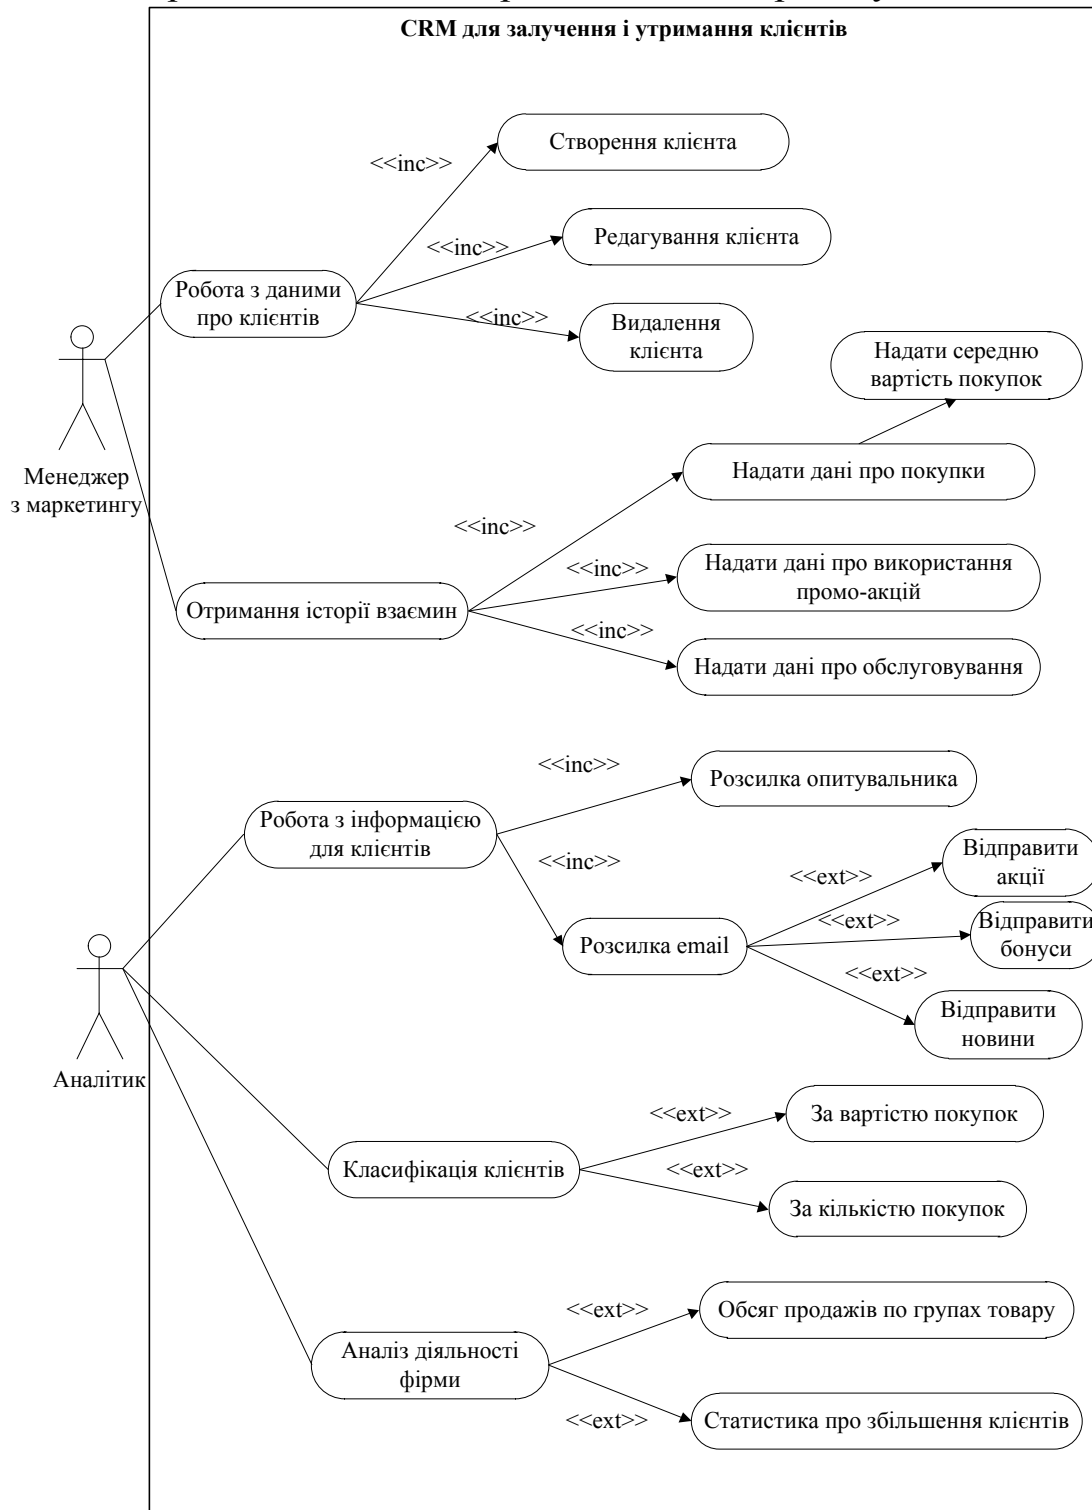 CRM для залучення і утримання клієнтів
Створення клієнта
<<inc>>
<<inc>>
Редагування клієнта
Робота з даними
про клієнтів
<<inc>>
Видалення
клієнта
Надати середню
вартість покупок
Менеджер
з маркетингу
Надати дані про покупки
<<inc>>
<<inc>>
Надати дані про використання
промо-акцій
Отримання історії взаємин
<<inc>>
Надати дані про обслуговування
<<inc>>
Розсилка опитувальника
Робота з інформацією
для клієнтів
<<inc>>
<<ext>>
Відправити
акції
<<ext>>
Відправити
бонуси
Розсилка email
<<ext>>
Відправити
новини
Аналітик
<<ext>>
За вартістю покупок
Класифікація клієнтів
<<ext>>
За кількістю покупок
<<ext>>
Обсяг продажів по групах товару
Аналіз діяльності
фірми
<<ext>>
Статистика про збільшення клієнтів